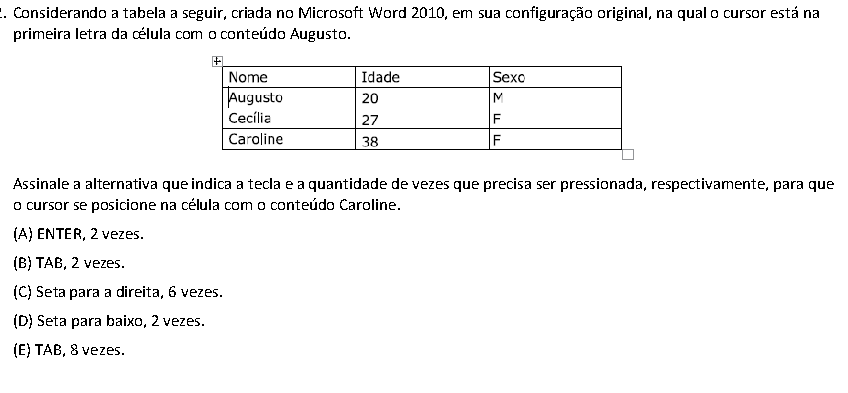 2. Considerando a tabela a seguir, criada no Microsoft Word 2010, em sua configuração original, na qual o cursor está na
primeira letra da célula com o conteúdo Augusto.
Nome Idade Sexo
Augusto 20 M
Cecília 27 F
Caroline 38 F
Assinale a alternativa que indica a tecla e a quantidade de vezes que precisa ser pressionada, respectivamente, para que
o cursor se posicione na célula com o conteúdo Caroline.
(A) ENTER, 2 vezes.
(B) TAB, 2 vezes.
(C) Seta para a direita, 6 vezes.
(D) Seta para baixo, 2 vezes.
(E) TAB, 8 vezes.